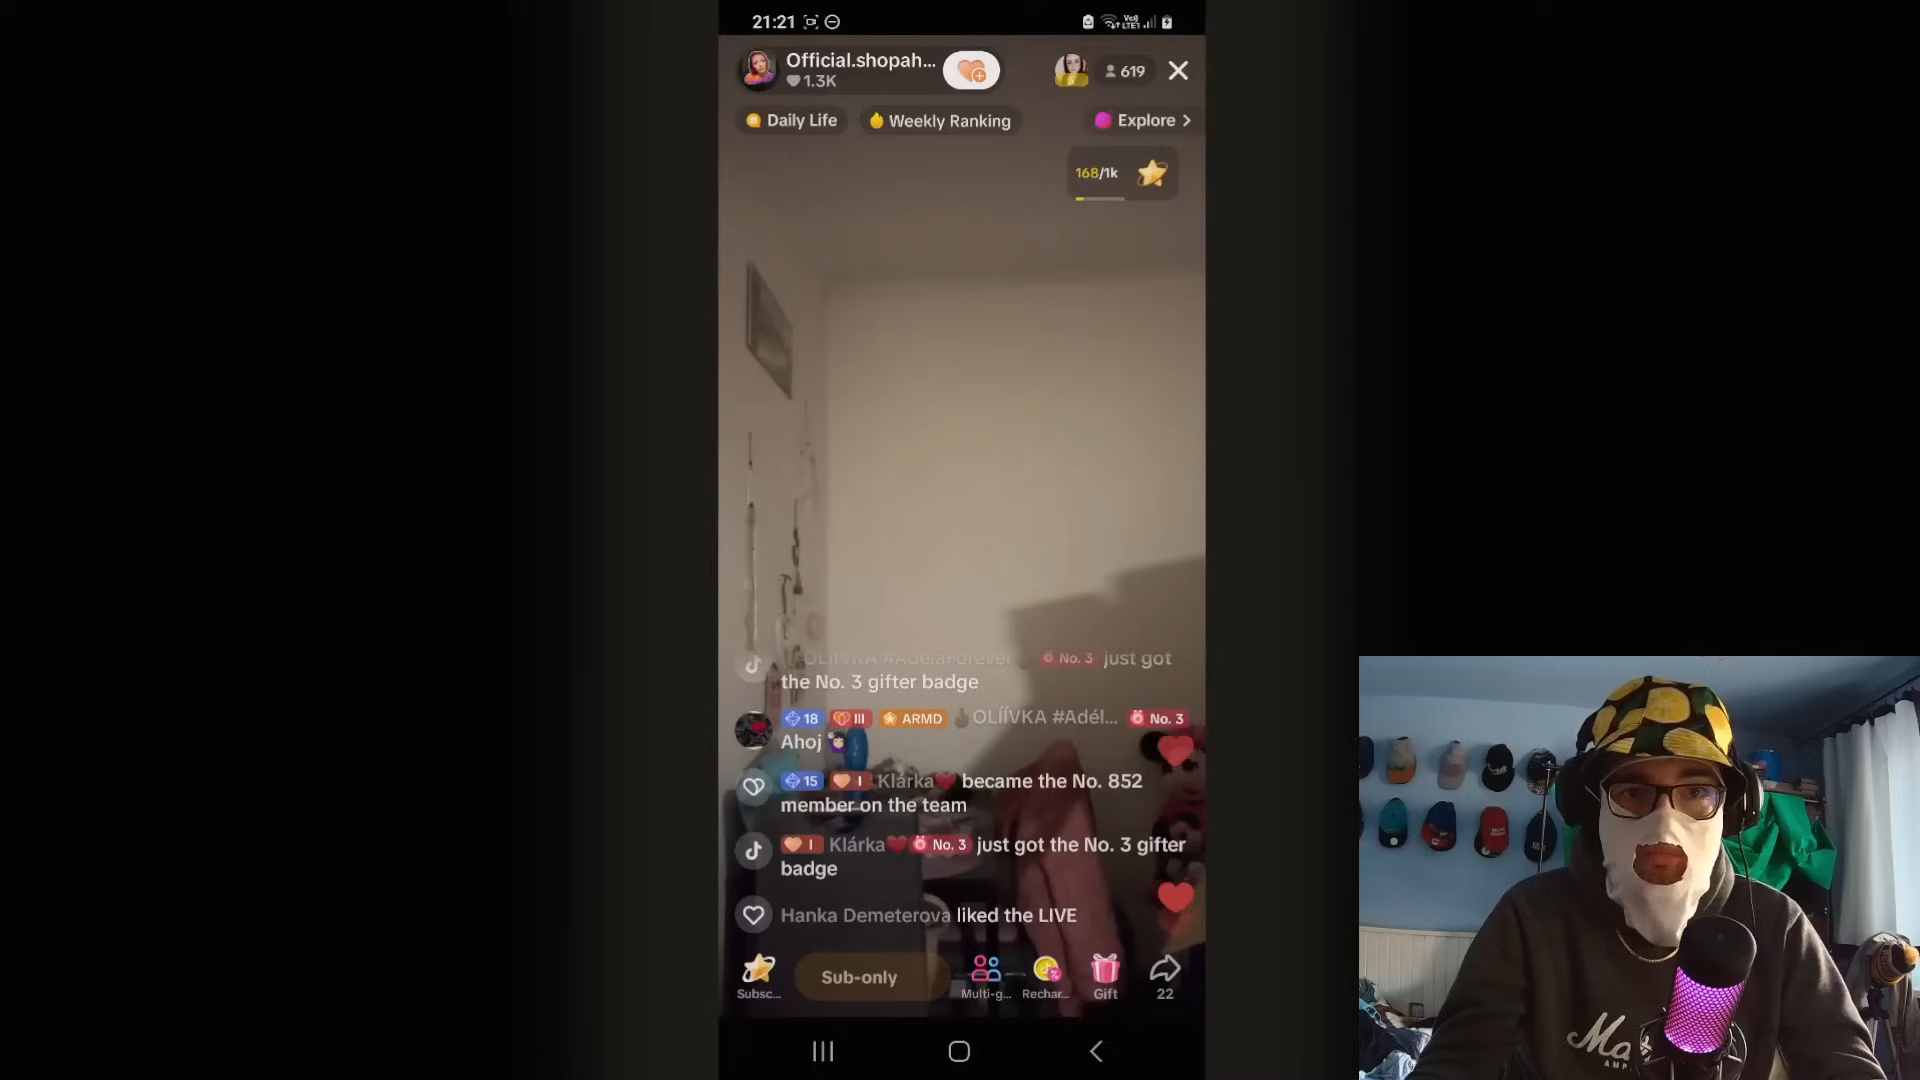 21:21
Official.shopah...
1.3K
619
Daily Life
Weekly Ranking
Explore
168/1k
OLIÍVKA #AdélaForever No. 3 just got
the No. 3 gifter badge
18 III ARMD OLÍÍVKA #Adél... No. 3
Ahoj
15 I Klárka became the No. 852
member on the team
I Klárka No. 3 just got the No. 3 gifter
badge
Hanka Demeterova liked the LIVE
Subsc...
Sub-only
Multi-g...
Rechar...
Gift
22